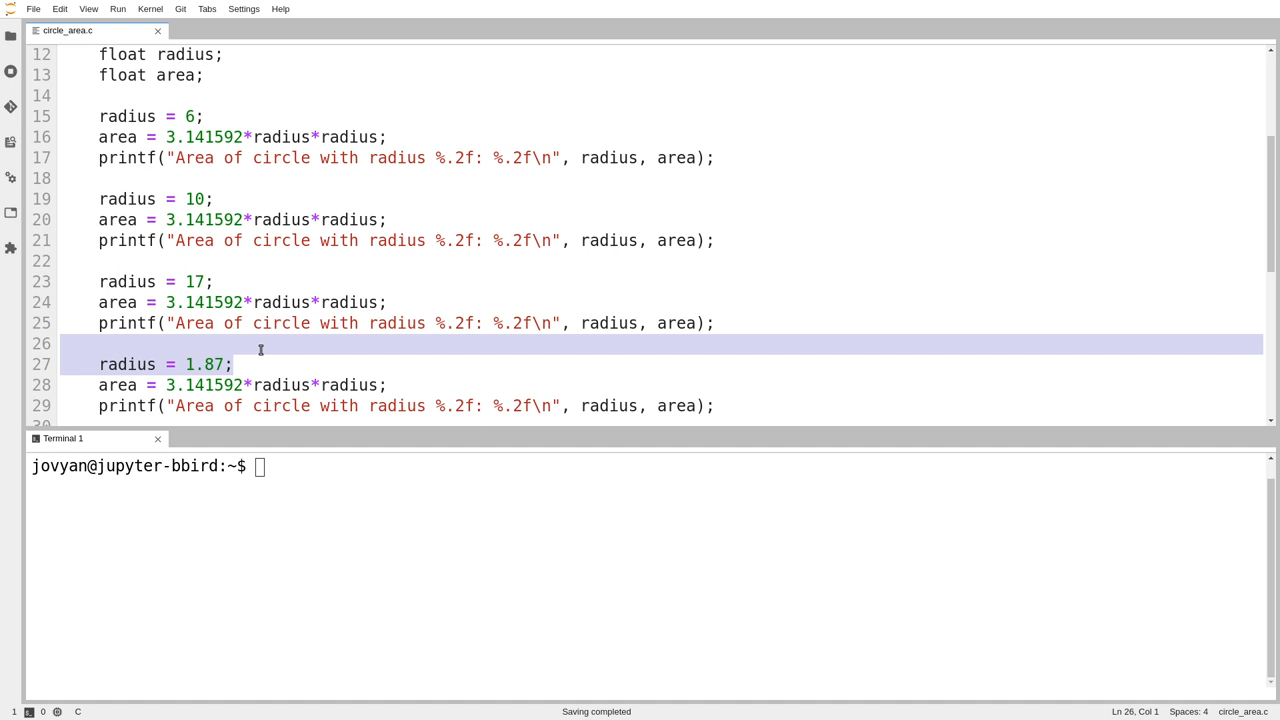 File Edit View Run Kernel Git Tabs Settings Help
circle_area.c
12 float radius;
13 float area;
14
15 radius = 6;
16 area = 3.141592*radius*radius;
17 printf("Area of circle with radius %.2f: %.2f\n", radius, area);
18
19 radius = 10;
20 area = 3.141592*radius*radius;
21 printf("Area of circle with radius %.2f: %.2f\n", radius, area);
22
23 radius = 17;
24 area = 3.141592*radius*radius;
25 printf("Area of circle with radius %.2f: %.2f\n", radius, area);
26
27 radius = 1.87;
28 area = 3.141592*radius*radius;
29 printf("Area of circle with radius %.2f: %.2f\n", radius, area);
30
Terminal 1
jovyan@jupyter-bbird:~$
1 0 C Saving completed Ln 26, Col 1 Spaces: 4 circle_area.c